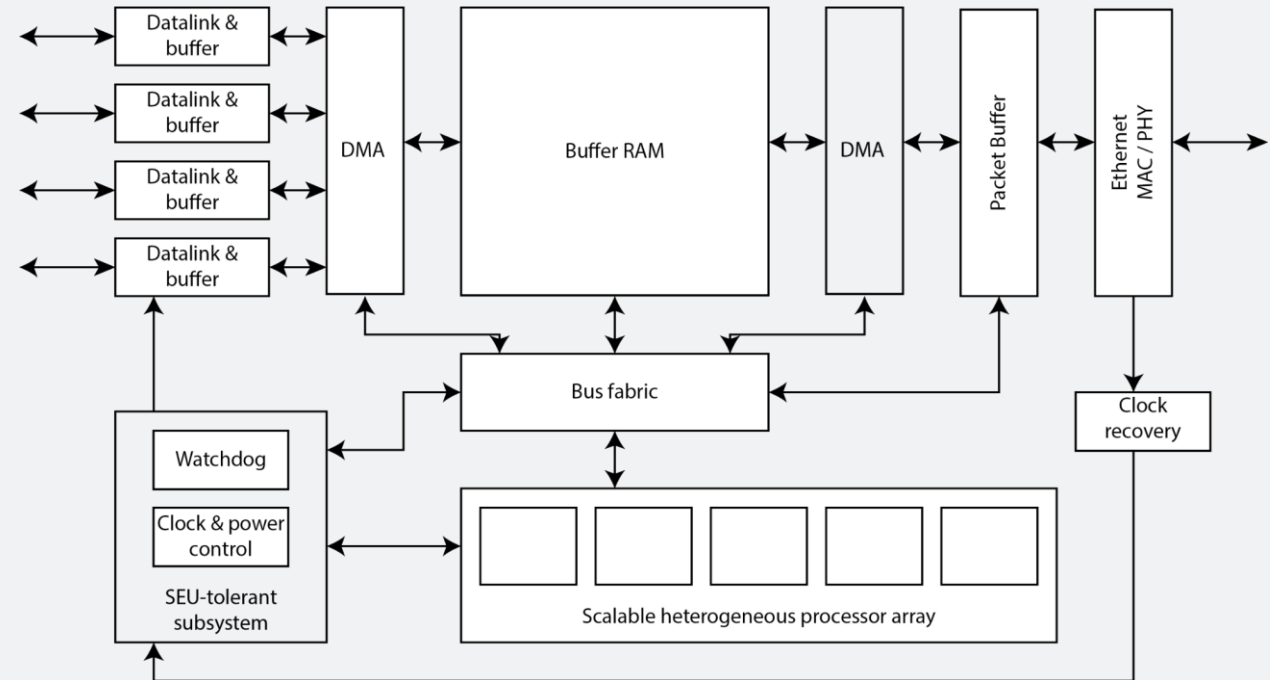 Datalink &
buffer
Datalink &
buffer
Datalink &
buffer
Datalink &
buffer
DMA
Buffer RAM
DMA
Packet Buffer
Ethernet
MAC / PHY
Bus fabric
Clock
recovery
Watchdog
Clock & power
control
SEU-tolerant
subsystem
Scalable heterogeneous processor array